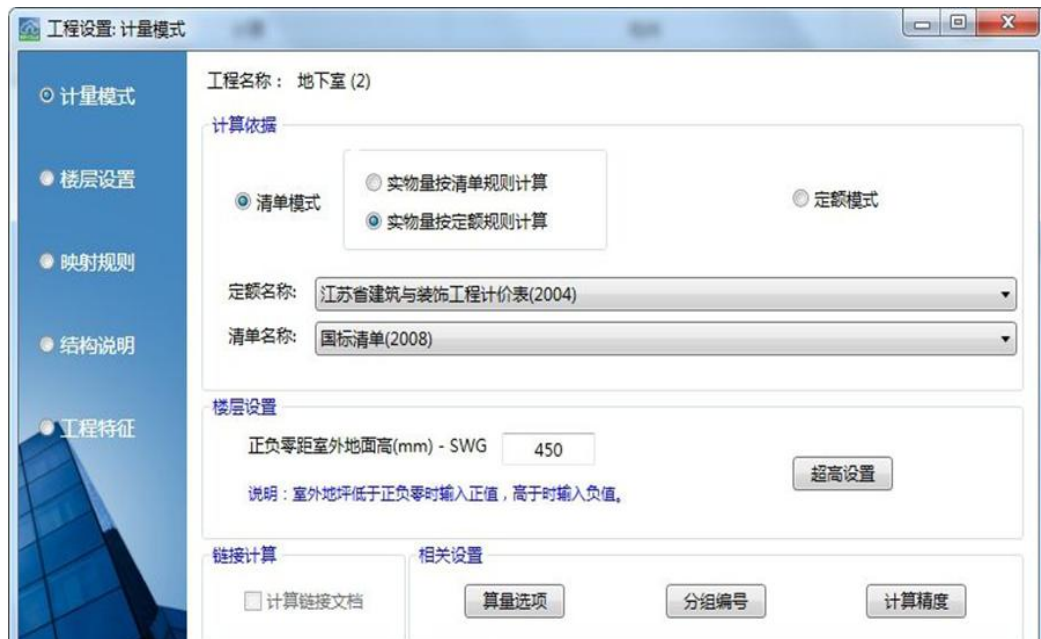 工程设置: 计量模式
计量模式
楼层设置
映射规则
结构说明
工程特征
工程名称： 地下室 (2)
计算依据
清单模式
实物量按清单规则计算
实物量按定额规则计算
定额模式
定额名称: 江苏省建筑与装饰工程计价表(2004)
清单名称: 国标清单(2008)
楼层设置
正负零距室外地面高(mm) - SWG 450
超高设置
说明：室外地坪低于正负零时输入正值，高于时输入负值。
链接计算
计算链接文档
相关设置
算量选项 分组编号 计算精度